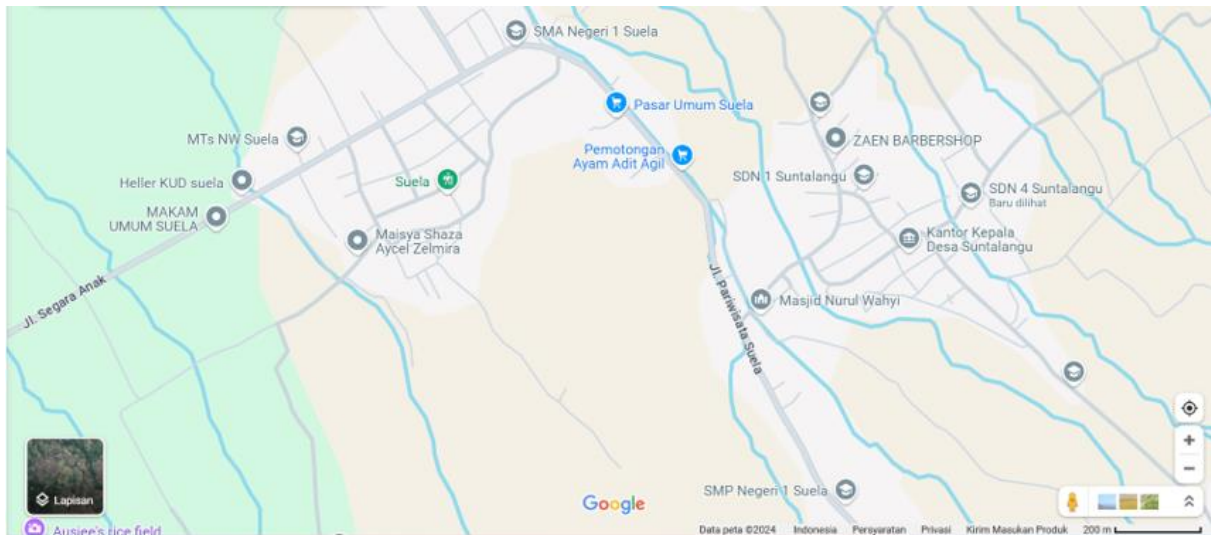 SMA Negeri 1 Suela
Pasar Umum Suela
MTs NW Suela
ZAEN BARBERSHOP
Pemotongan
Ayam Adit Agil
SDN 1 Suntalangu
Heller KUD suela
Suela
SDN 4 Suntalangu
Baru dilihat
MAKAM
UMUM SUELA
Maisya Shaza
Aycel Zelmira
Kantor Kepala
Desa Suntalangu
Jl. Segara Anak
Jl. Pariwisata Suela
Masjid Nurul Wahyi
SMP Negeri 1 Suela
Lapisan
Google
Ausiee's rice field
Data peta ©2024 Indonesia Persyaratan Privasi Kirim Masukan Produk 200 m